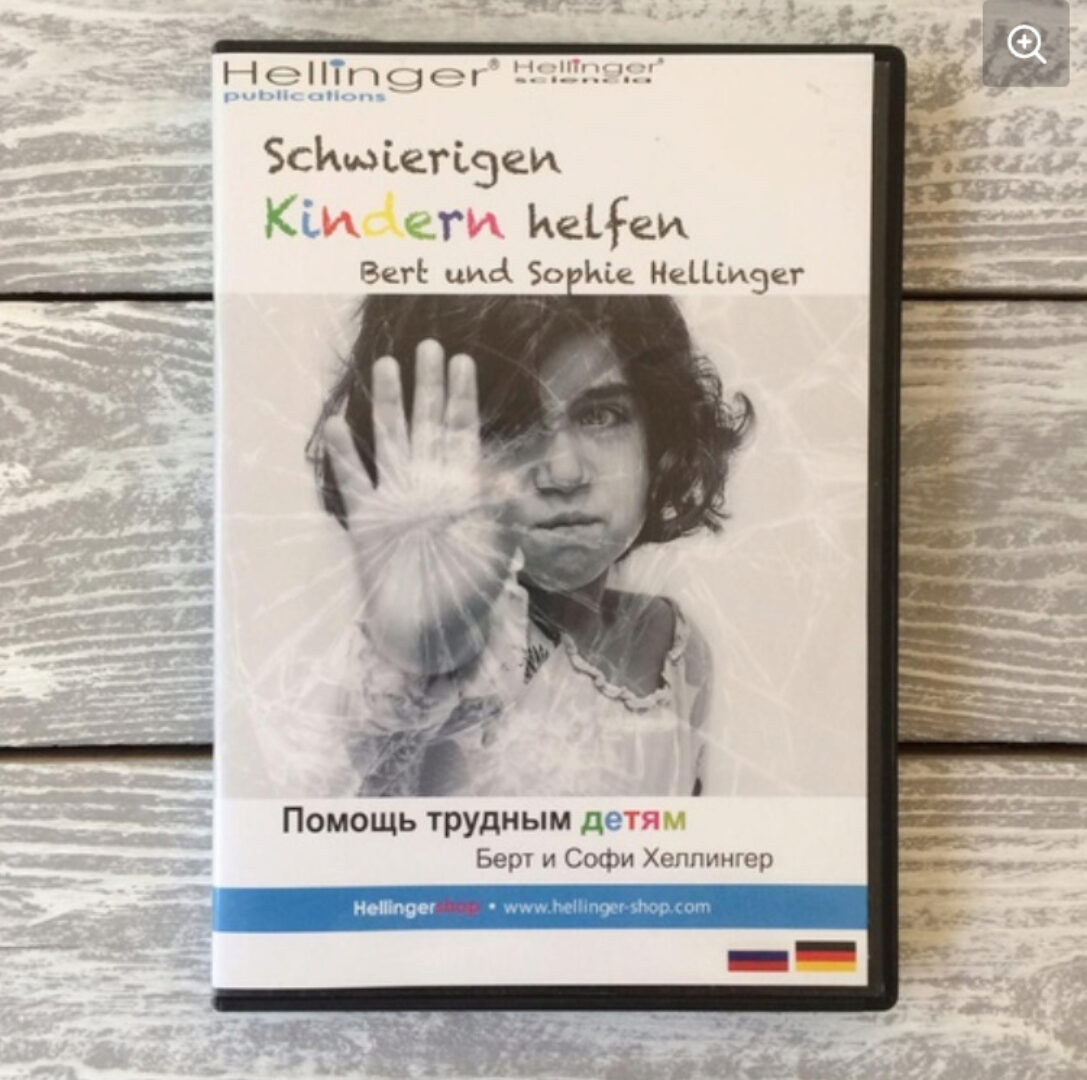 Hellinger® Hellinger®
publications sciencia
Schwierigen
Kindern helfen
Bert und Sophie Hellinger
Помощь трудным детям
Берт и Софи Хеллингер
Hellingershop • www.hellinger-shop.com